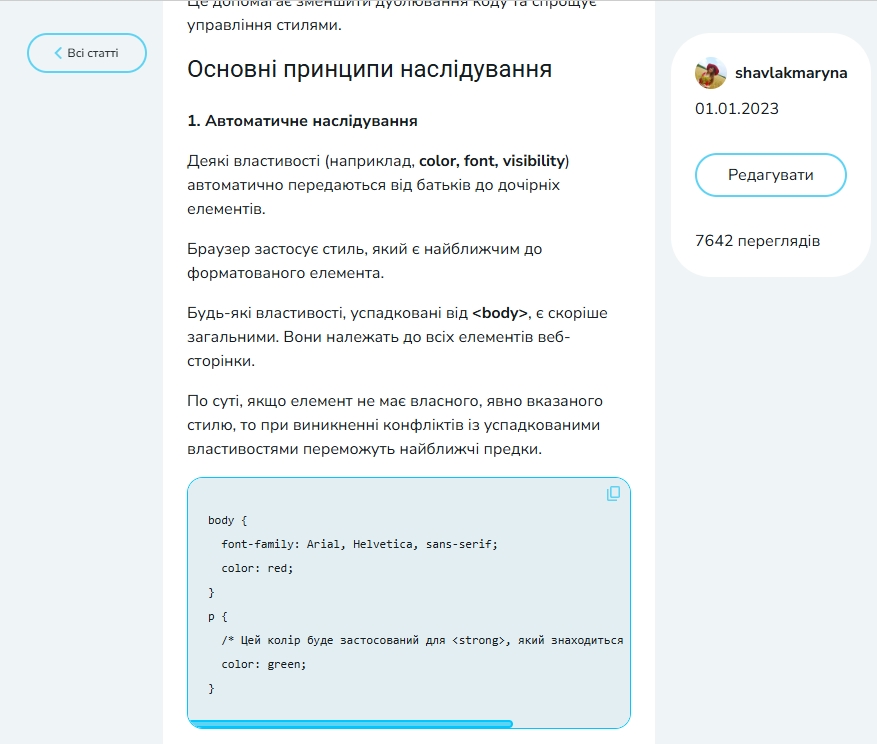 Це допомагає зменшити дублювання коду та спрощує
управління стилями.
Всі статті
Основні принципи наслідування
shavlakmaryna
01.01.2023
1. Автоматичне наслідування
Деякі властивості (наприклад, color, font, visibility)
автоматично передаються від батьків до дочірніх
елементів.
Редагувати
Браузер застосує стиль, який є найближчим до
форматованого елемента.
7642 переглядів
Будь-які властивості, успадковані від <body>, є скоріше
загальними. Вони належать до всіх елементів веб-
сторінки.
По суті, якщо елемент не має власного, явно вказаного
стилю, то при виникненні конфліктів із успадкованими
властивостями переможуть найближчі предки.
body {
font-family: Arial, Helvetica, sans-serif;
color: red;
}
p {
/* Цей колір буде застосований для <strong>, який знаходиться
color: green;
}